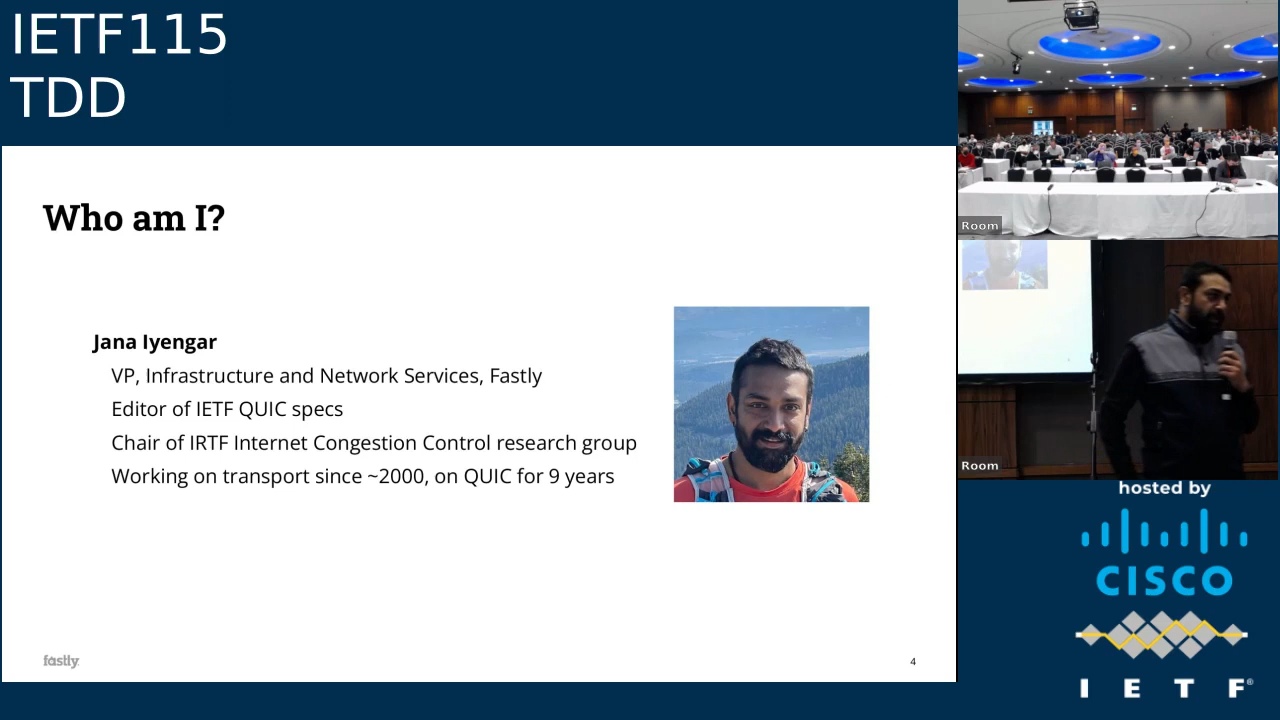 IETF115
TDD
Who am I?
Jana Iyengar
VP, Infrastructure and Network Services, Fastly
Editor of IETF QUIC specs
Chair of IRTF Internet Congestion Control research group
Working on transport since ~2000, on QUIC for 9 years
fastly
4
Room
Room
hosted by
CISCO
IETF®